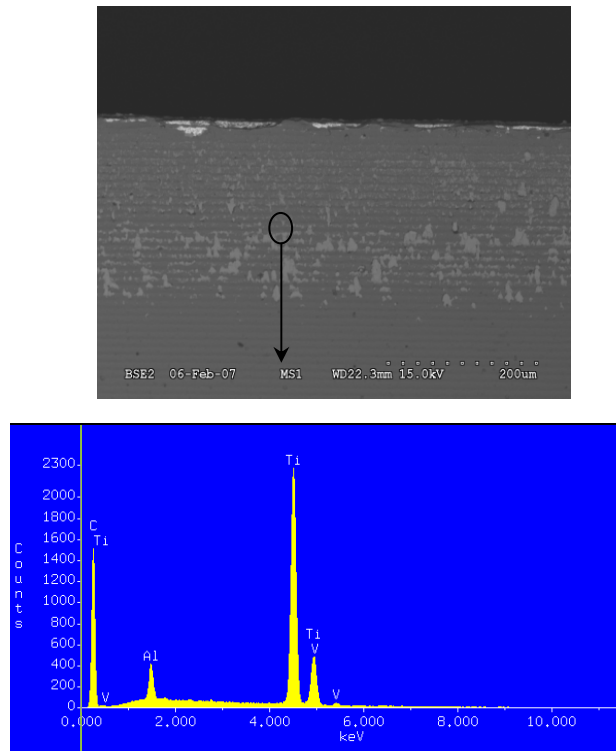 BSE2 06-Feb-07 MS1 WD22.3mm 15.0kV 200um
Ti
2300
2000
C
Ti
1800
1600
1400
1200
1000
800
Ti
V
600
Al
400
200
V
V
0
Counts
0.000 2.000 4.000 6.000 8.000 10.000
keV